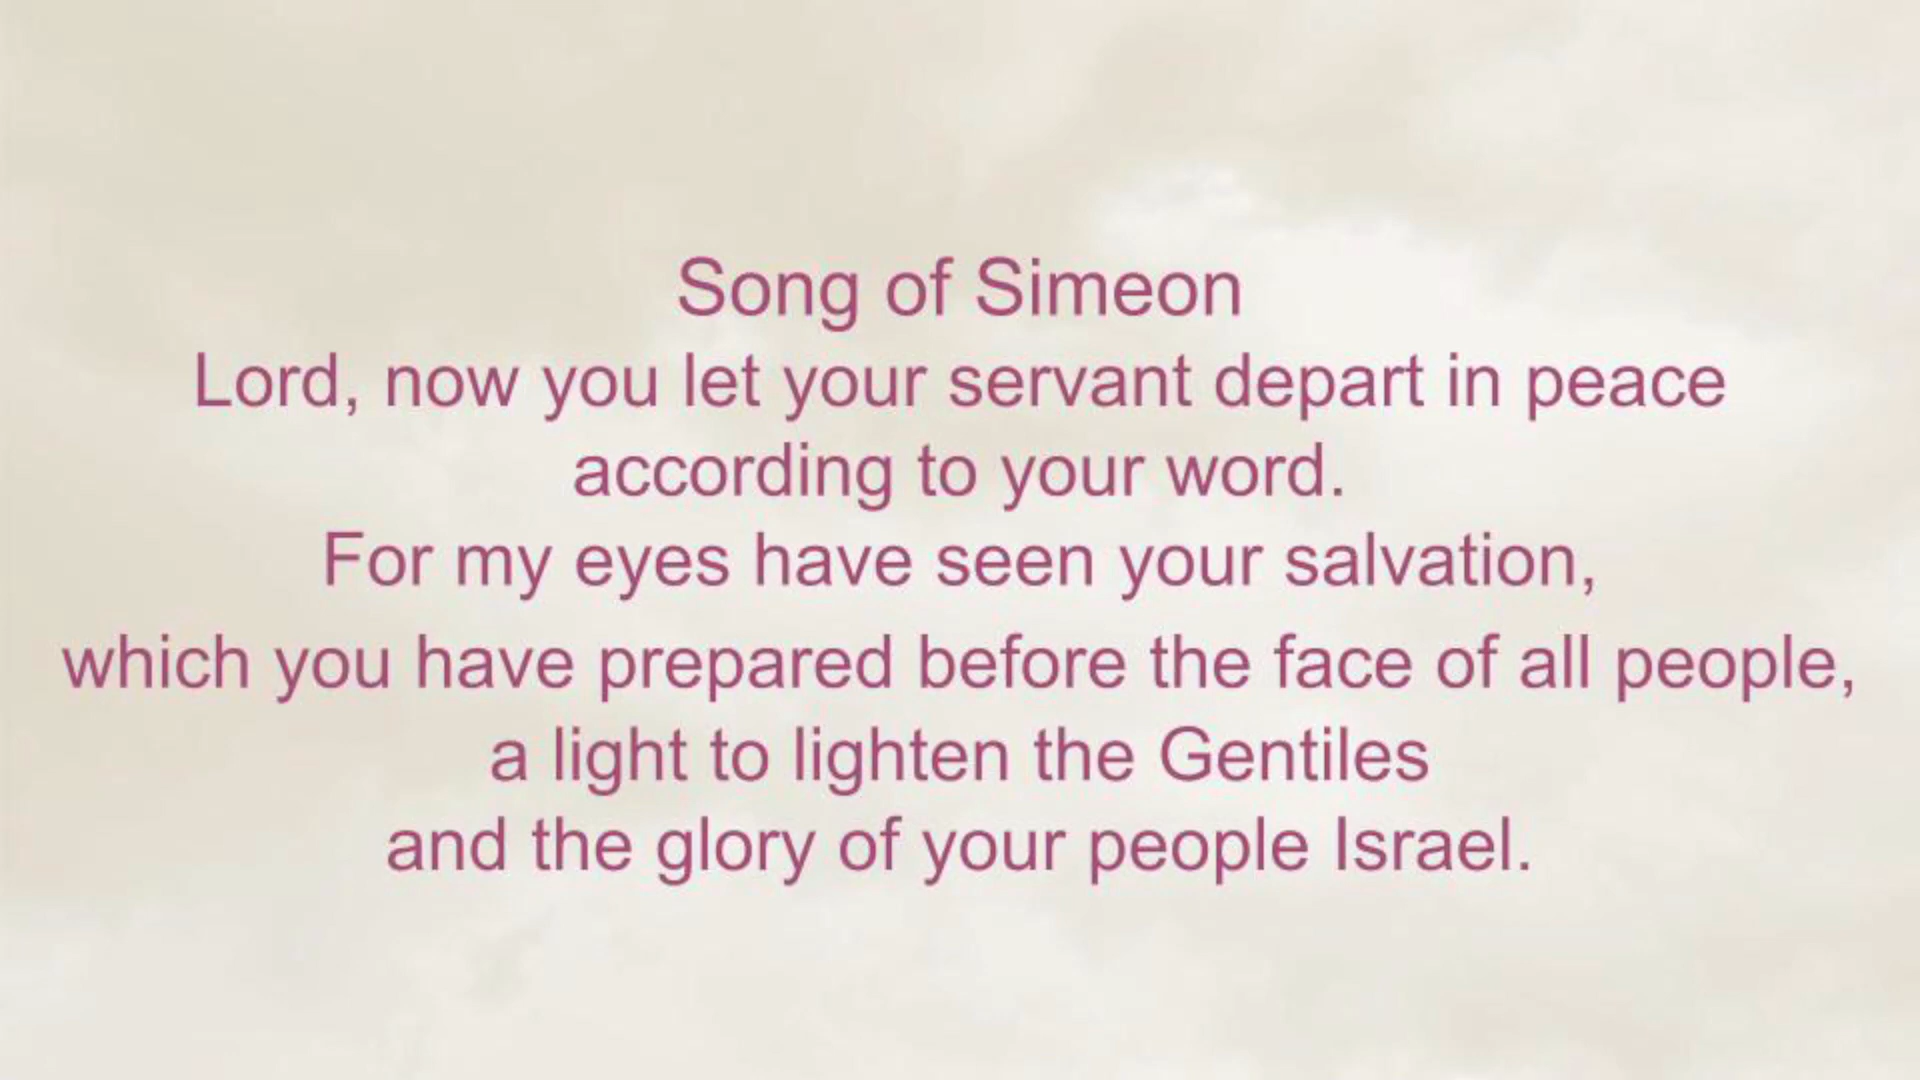 Song of Simeon
Lord, now you let your servant depart in peace
according to your word.
For my eyes have seen your salvation,
which you have prepared before the face of all people,
a light to lighten the Gentiles
and the glory of your people Israel.